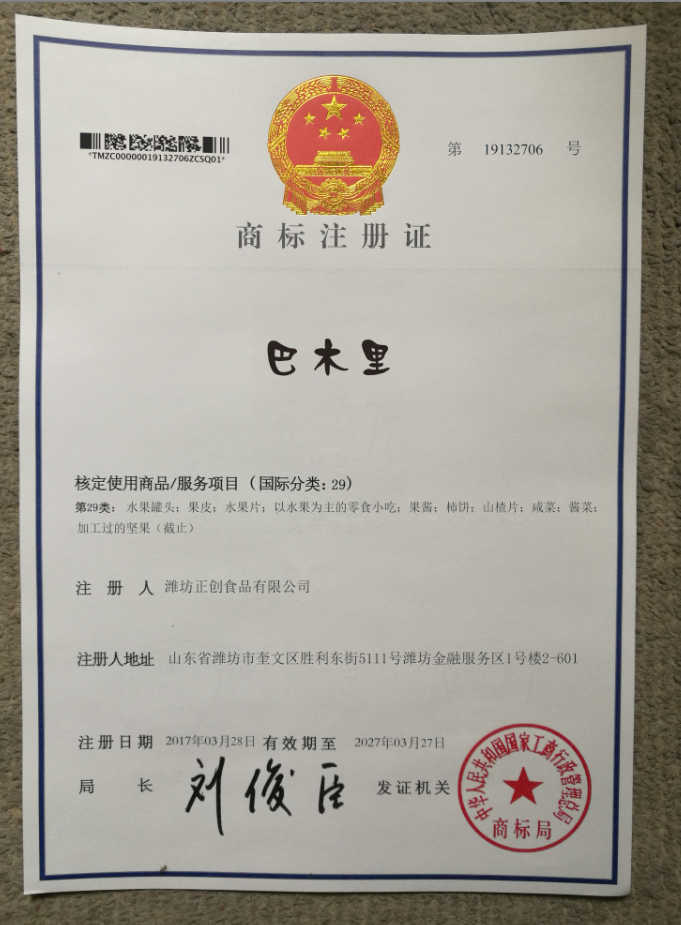 *TMZC00000019132706ZCSQ01*
第 19132706 号
商标注册证
巴木里
核定使用商品/服务项目（国际分类：29）
第29类：水果罐头；果皮；水果片；以水果为主的零食小吃；果酱；柿饼；山楂片；咸菜；酱菜；
加工过的坚果（截止）
注册人 潍坊正创食品有限公司
注册人地址 山东省潍坊市奎文区胜利东街5111号潍坊金融服务区1号楼2-601
注册日期 2017年03月28日 有效期至 2027年03月27日
局长 刘俊臣 发证机关
中华人民共和国国家工商行政管理总局
商标局